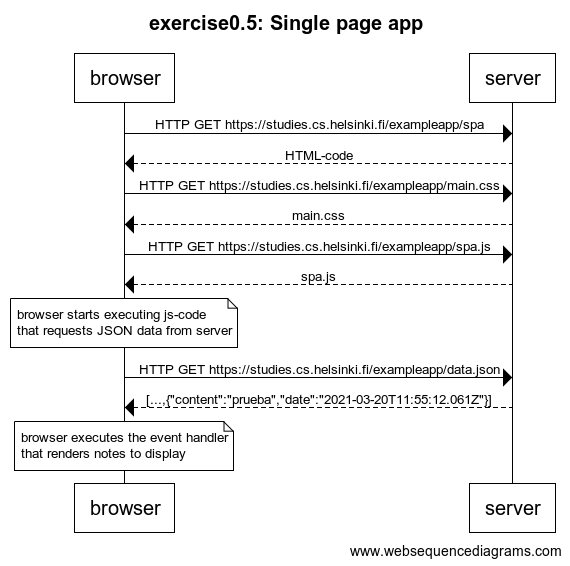 exercise0.5: Single page app
browser
server
HTTP GET https://studies.cs.helsinki.fi/exampleapp/spa
HTML-code
HTTP GET https://studies.cs.helsinki.fi/exampleapp/main.css
main.css
HTTP GET https://studies.cs.helsinki.fi/exampleapp/spa.js
spa.js
browser starts executing js-code
that requests JSON data from server
HTTP GET https://studies.cs.helsinki.fi/exampleapp/data.json
[...,{"content":"prueba","date":"2021-03-20T11:55:12.061Z"}]
browser executes the event handler
that renders notes to display
browser
server
www.websequencediagrams.com